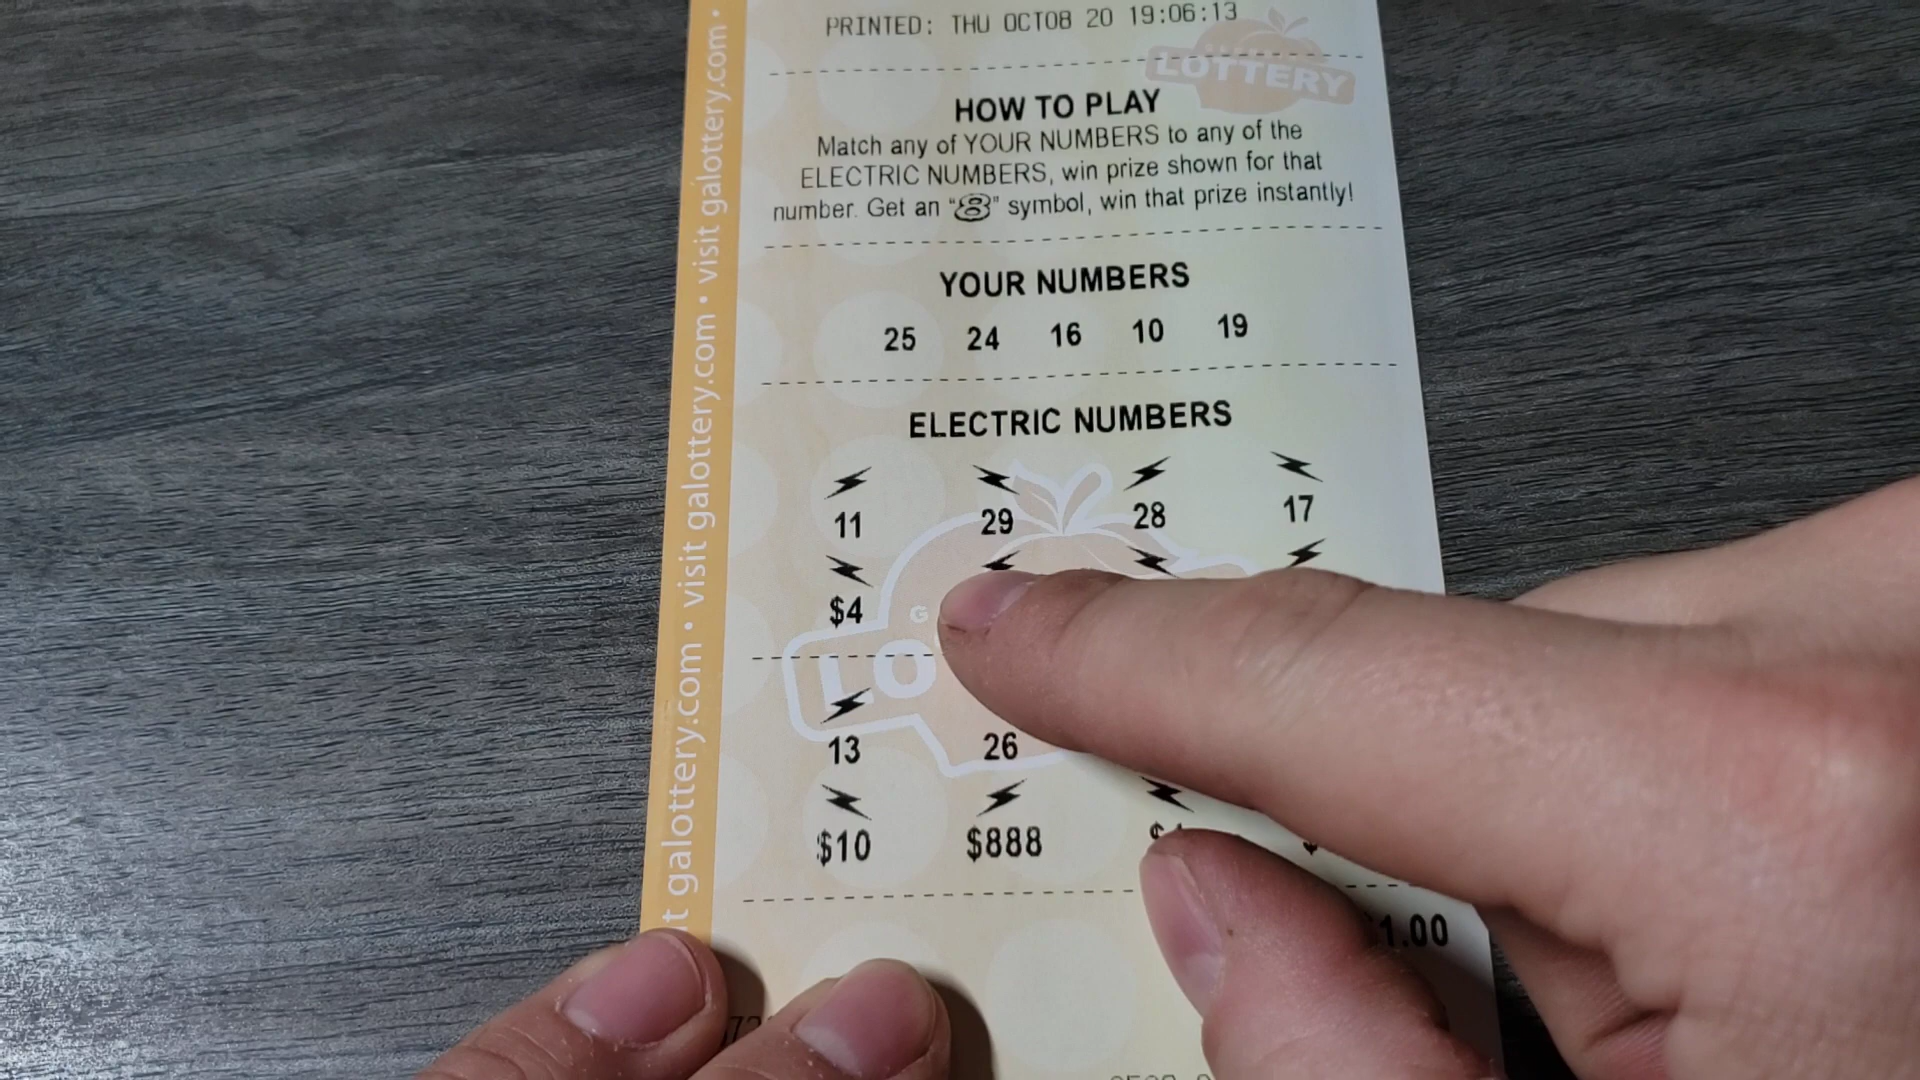 PRINTED: THU OCT08 20 19:06:13
LOTTERY
HOW TO PLAY
Match any of YOUR NUMBERS to any of the
ELECTRIC NUMBERS, win prize shown for that
number. Get an "8" symbol, win that prize instantly!
YOUR NUMBERS
25 24 16 10 19
ELECTRIC NUMBERS
11 29 28 17
$4
G
LO
13 26
$10 $888
1.00
visit galottery.com • visit galottery.com • visit galottery.com •